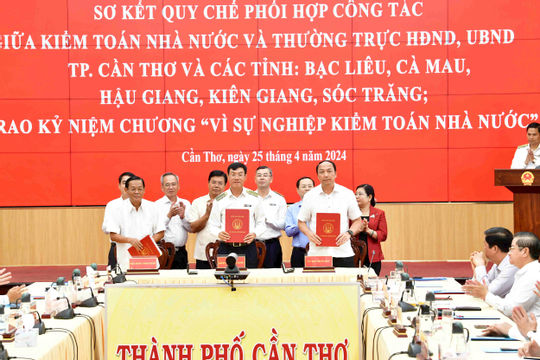 SƠ KẾT QUY CHẾ PHỐI HỢP CÔNG TÁC
GIỮA KIỂM TOÁN NHÀ NƯỚC VÀ THƯỜNG TRỰC HĐND, UBND
TP. CẦN THƠ VÀ CÁC TỈNH: BẠC LIÊU, CÀ MAU,
HẬU GIANG, KIÊN GIANG, SÓC TRĂNG;
RAO KỶ NIỆM CHƯƠNG “VÌ SỰ NGHIỆP KIỂM TOÁN NHÀ NƯỚC”
Cần Thơ, ngày 25 tháng 4 năm 2024
THÀNH PHỐ CẦN THƠ